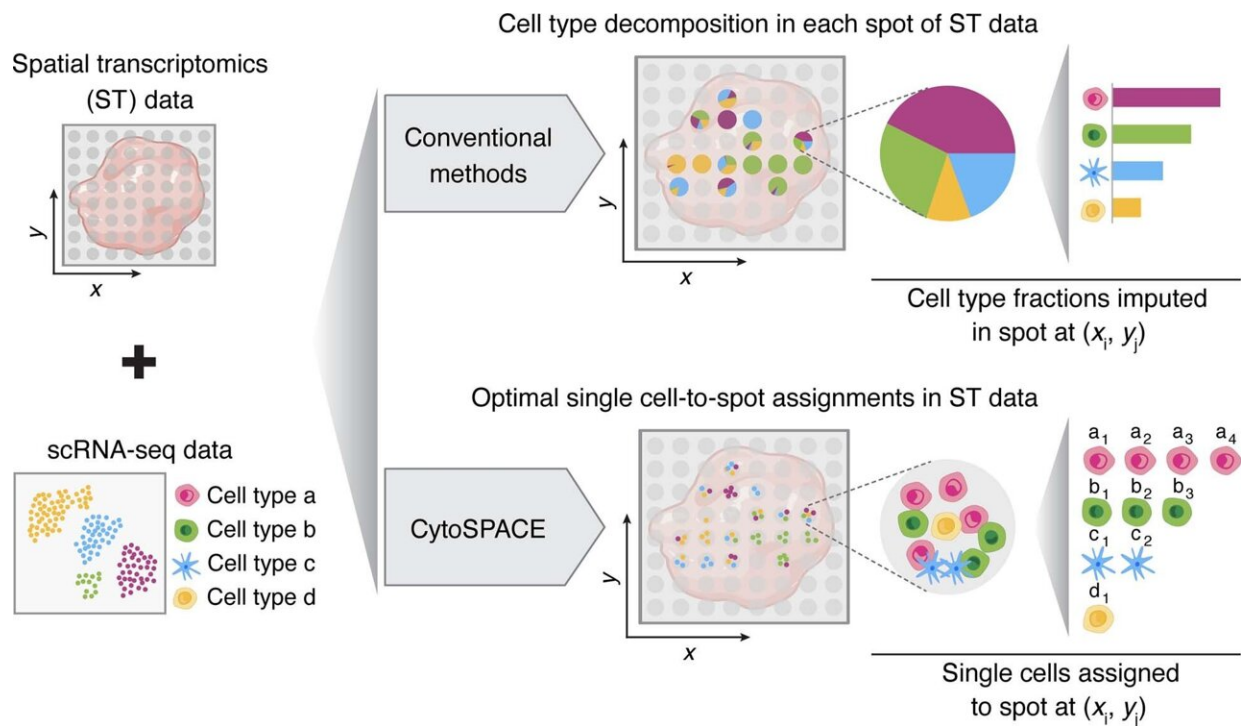 Spatial transcriptomics
(ST) data
y
x
+
scRNA-seq data
Cell type a
Cell type b
Cell type c
Cell type d
Cell type decomposition in each spot of ST data
Conventional
methods
y
x
Cell type fractions imputed
in spot at (xi, yj)
Optimal single cell-to-spot assignments in ST data
CytoSPACE
y
x
a1 a2 a3 a4
b1 b2 b3
c1 c2
d1
Single cells assigned
to spot at (xi, yj)